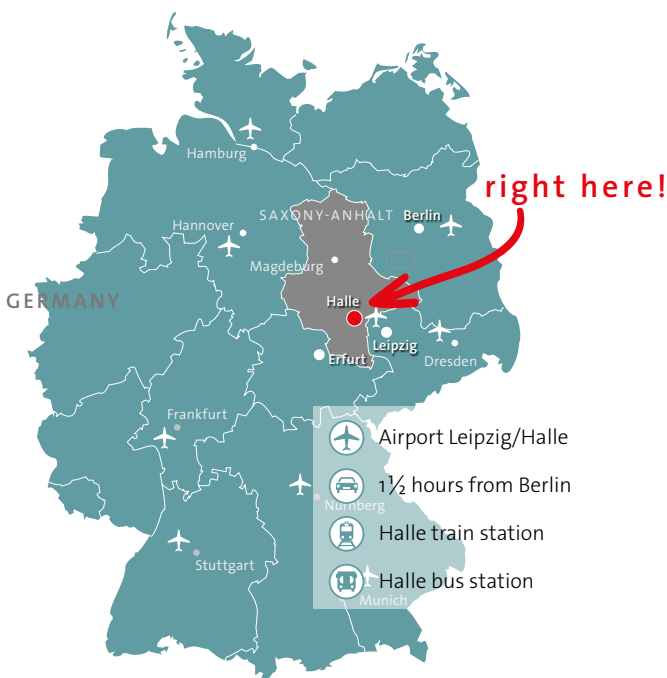 Hamburg
right here!
SAXONY-ANHALT
Berlin
Hannover
Magdeburg
GERMANY
Halle
Leipzig
Erfurt
Dresden
Frankfurt
Airport Leipzig/Halle
1½ hours from Berlin
Nürnberg
Halle train station
Stuttgart
Halle bus station
Munich